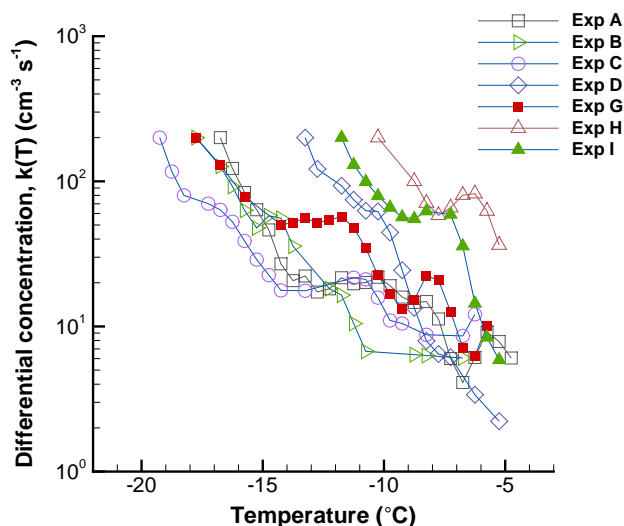 Differential concentration, k(T) (cm⁻³ s⁻¹)
10³
10²
10¹
10⁰
-20
-15
-10
-5
Temperature (°C)
Exp A
Exp B
Exp C
Exp D
Exp G
Exp H
Exp I